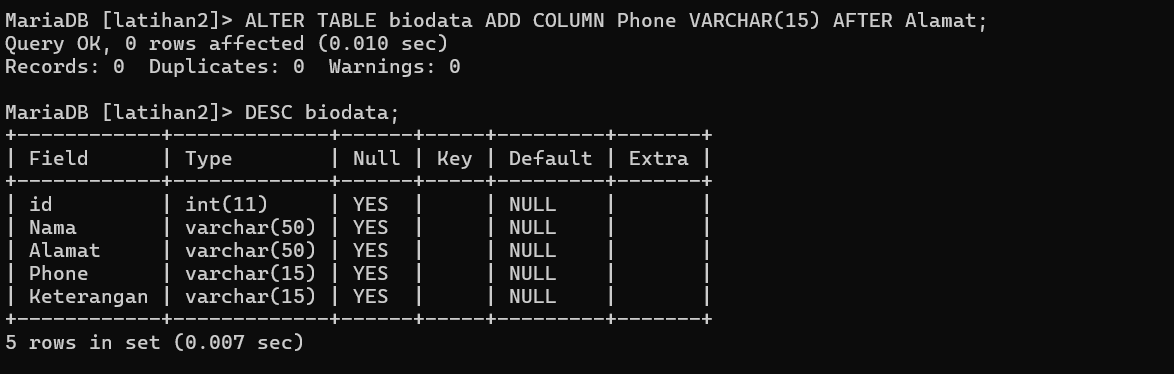 MariaDB [latihan2]> ALTER TABLE biodata ADD COLUMN Phone VARCHAR(15) AFTER Alamat;
Query OK, 0 rows affected (0.010 sec)
Records: 0  Duplicates: 0  Warnings: 0

MariaDB [latihan2]> DESC biodata;
+------------+-------------+------+-----+---------+-------+
| Field      | Type        | Null | Key | Default | Extra |
+------------+-------------+------+-----+---------+-------+
| id         | int(11)     | YES  |     | NULL    |       |
| Nama       | varchar(50) | YES  |     | NULL    |       |
| Alamat     | varchar(50) | YES  |     | NULL    |       |
| Phone      | varchar(15) | YES  |     | NULL    |       |
| Keterangan | varchar(15) | YES  |     | NULL    |       |
+------------+-------------+------+-----+---------+-------+
5 rows in set (0.007 sec)